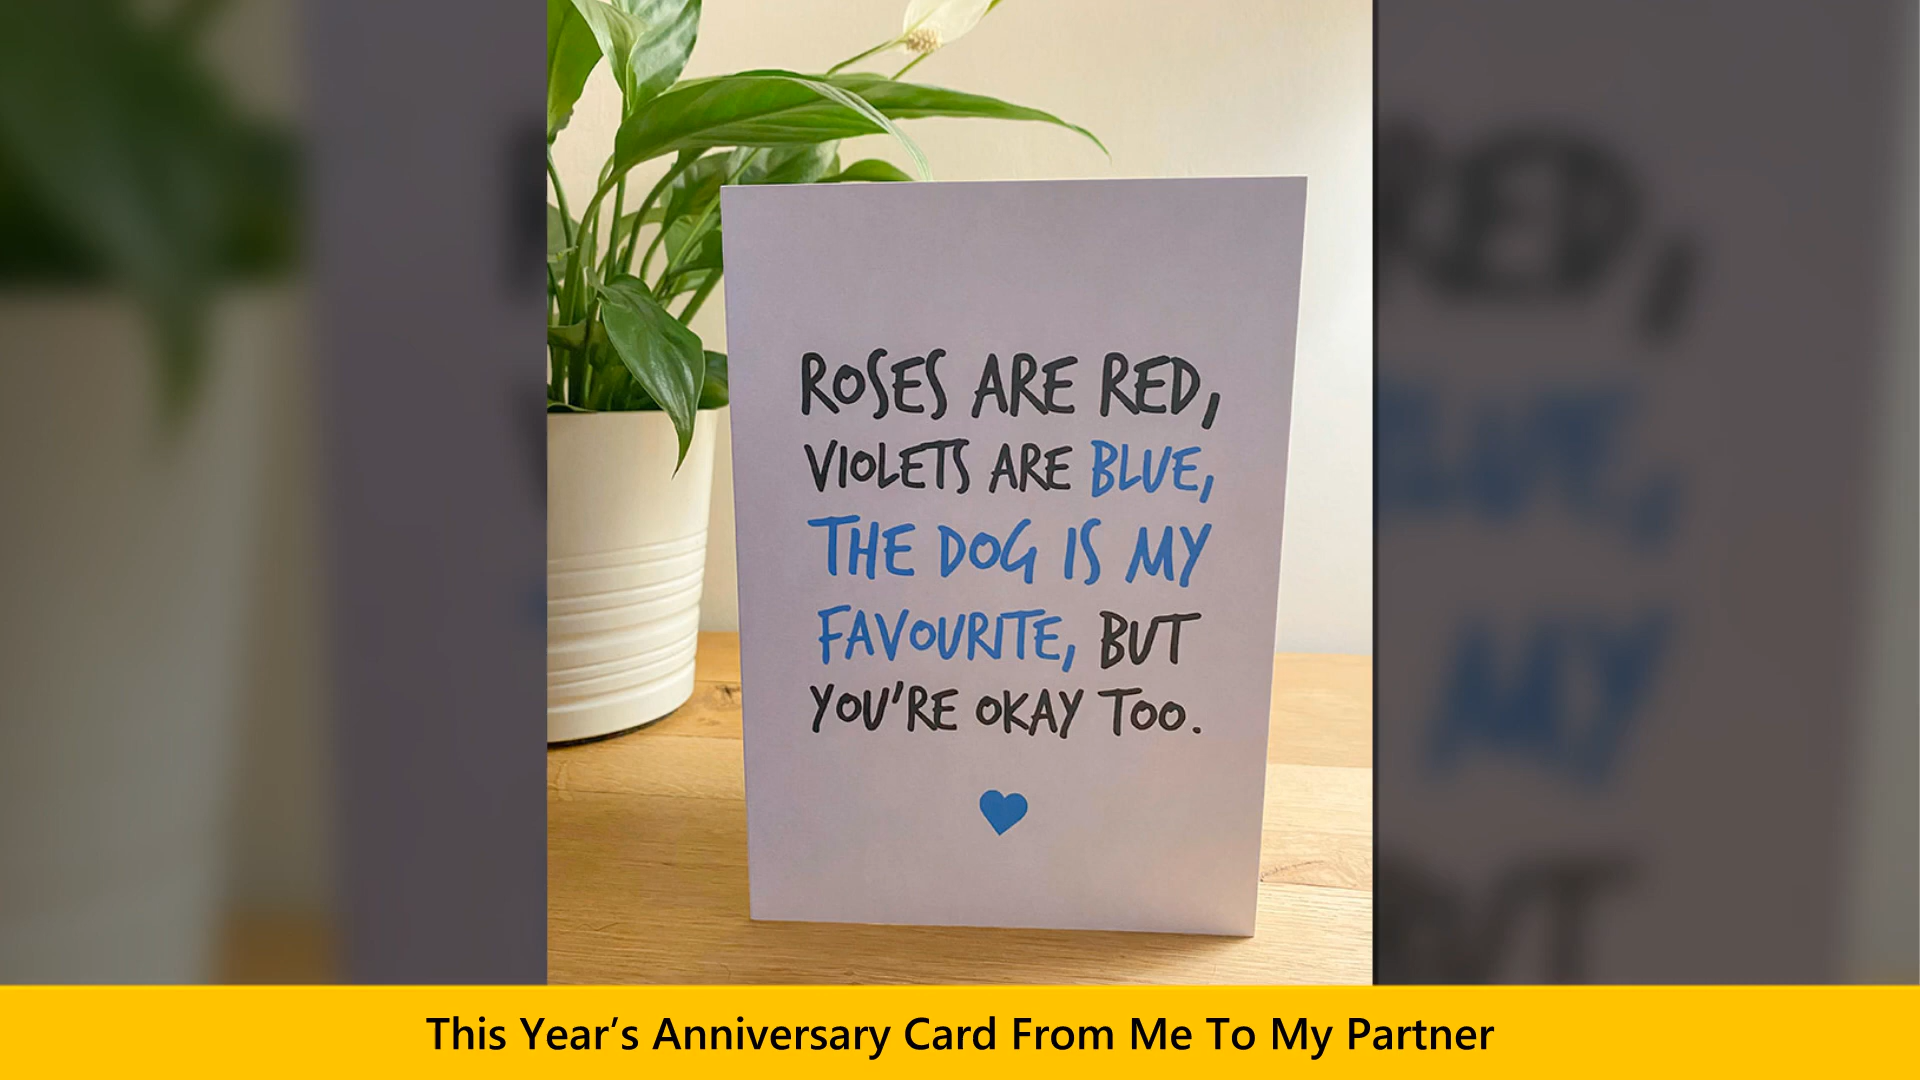 ROSES ARE RED,
VIOLETS ARE BLUE,
THE DOG IS MY
FAVOURITE, BUT
YOU'RE OKAY TOO.
This Year’s Anniversary Card From Me To My Partner